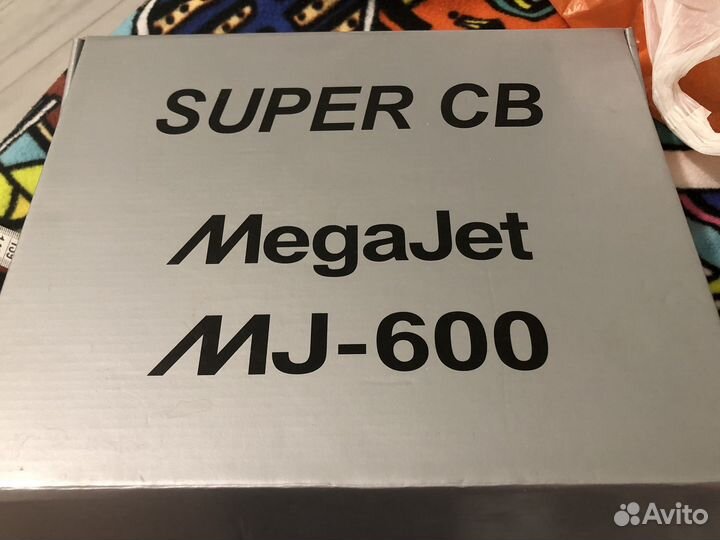 SUPER CB
MegaJet
MJ-600
Avito